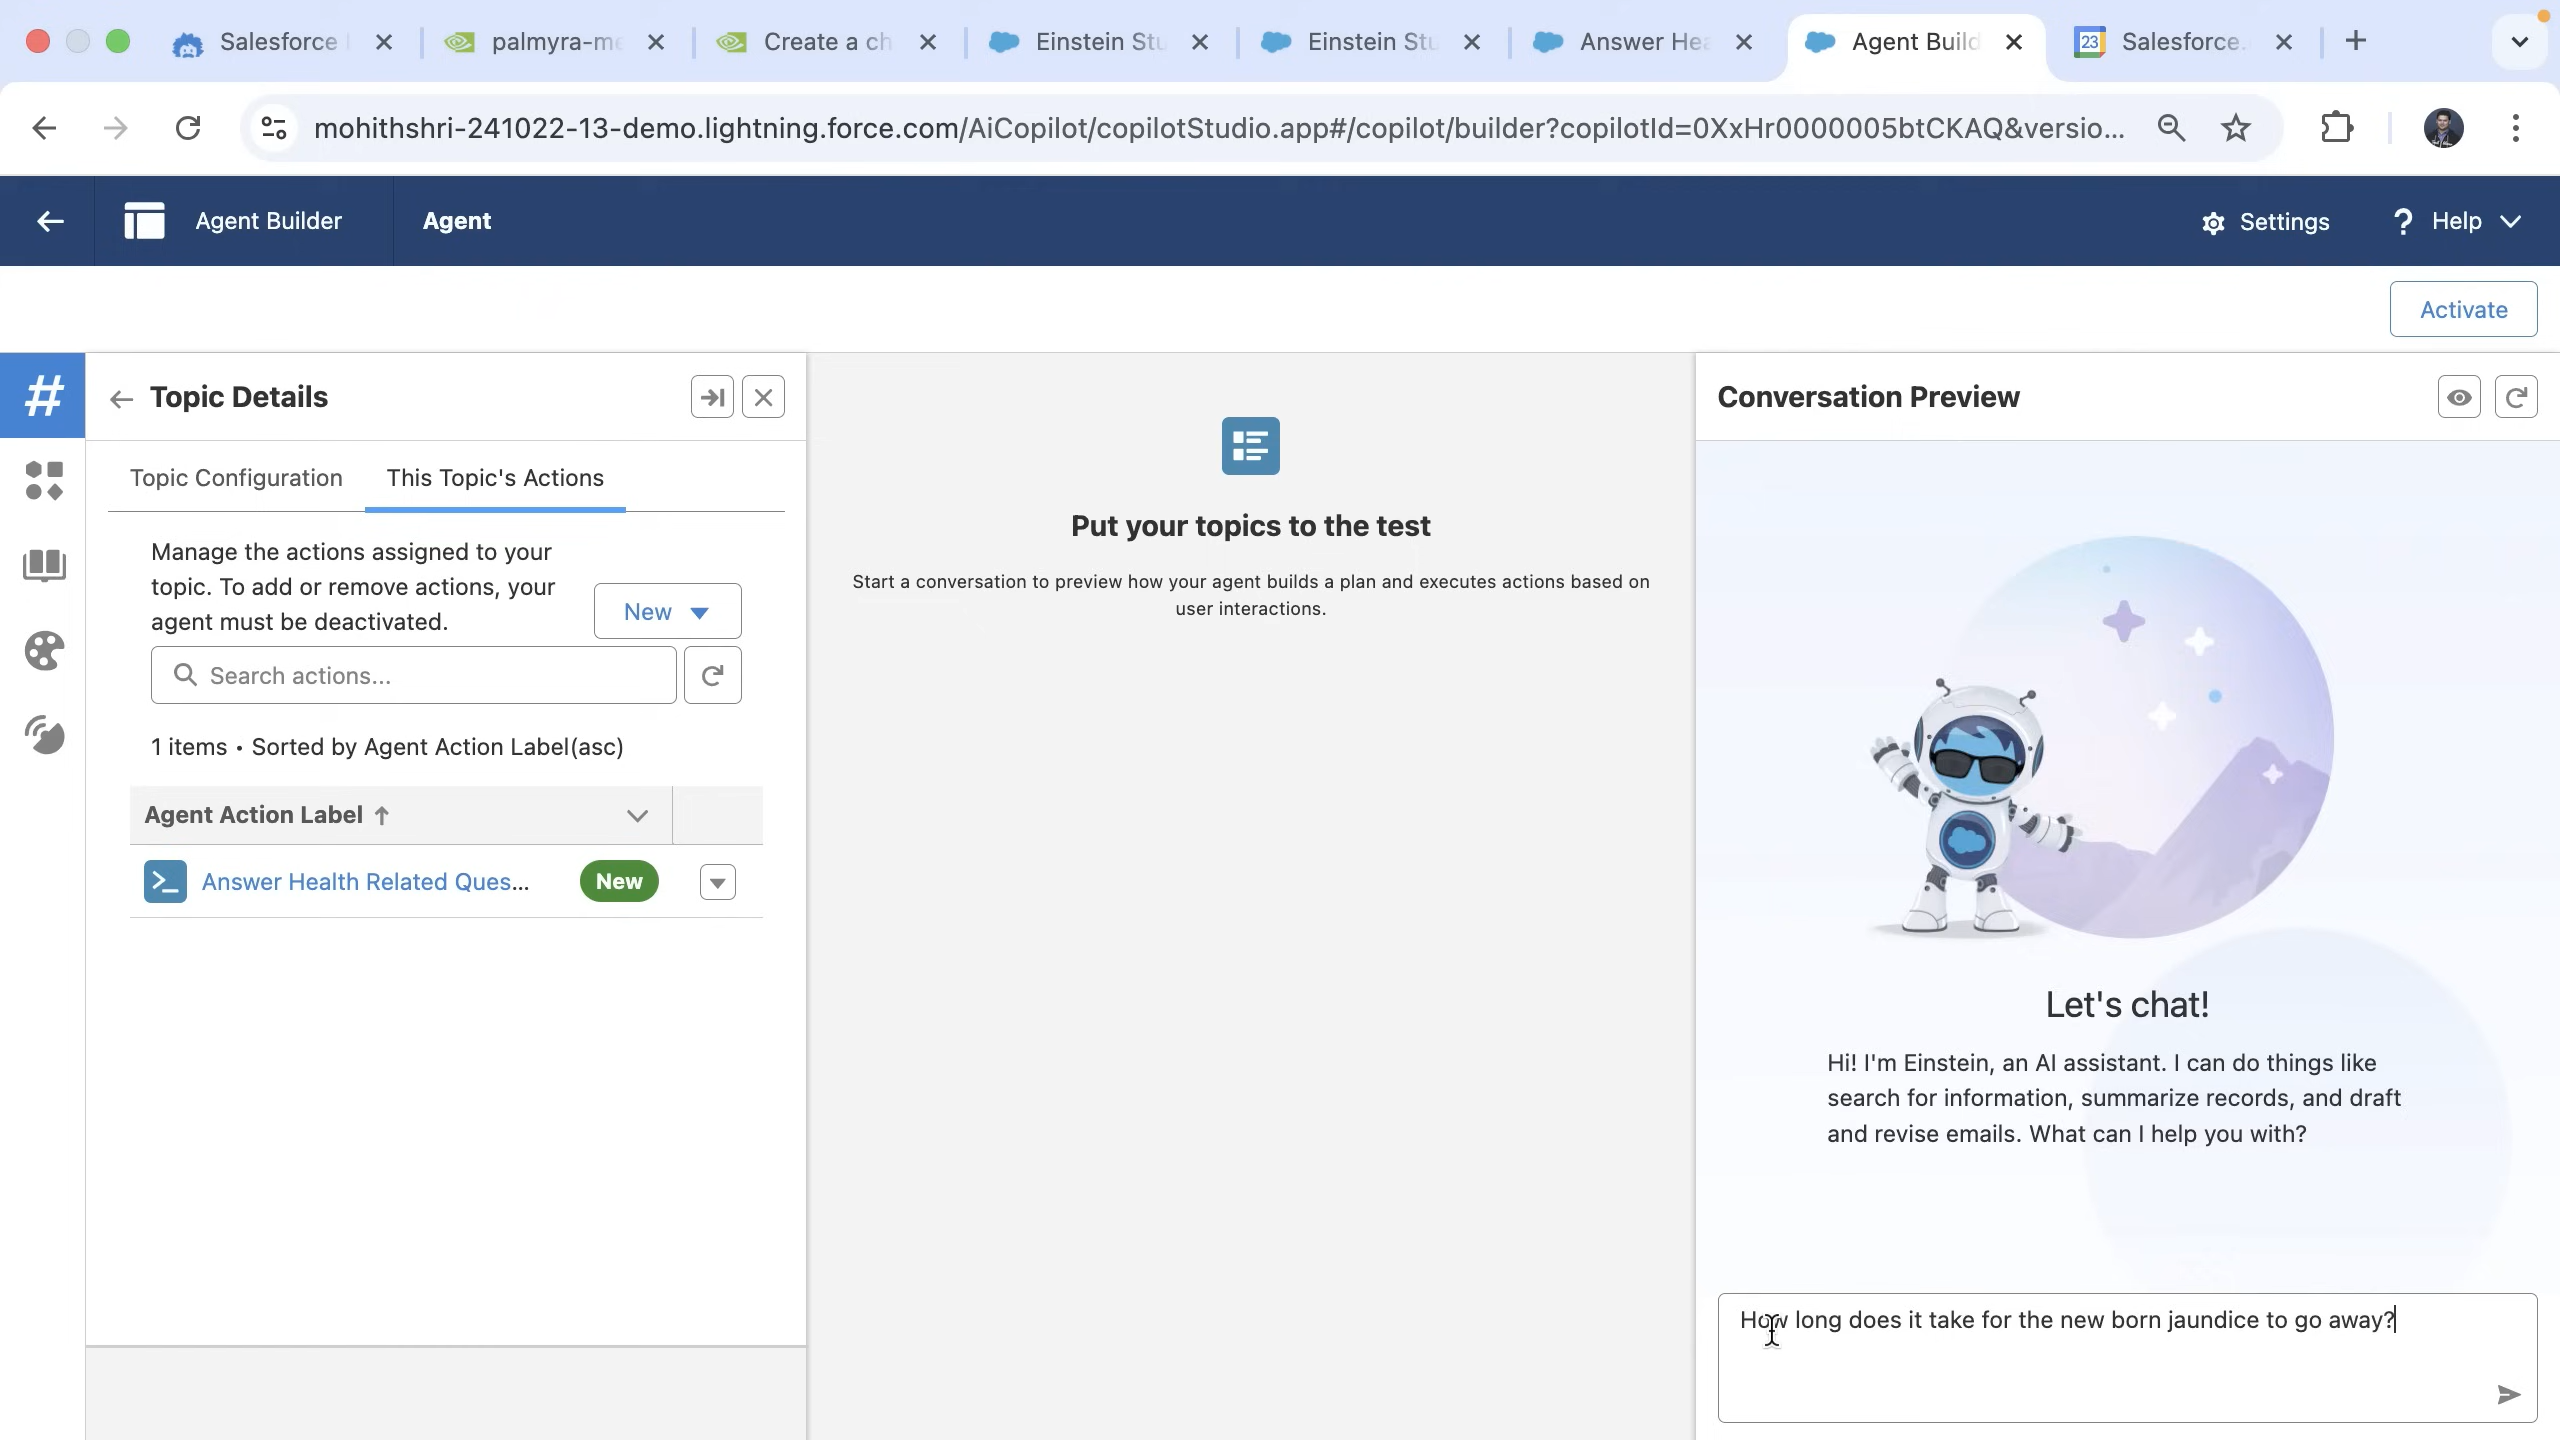 Salesforce
palmyra-me
Create a ch
Einstein Stu
Einstein Stu
Answer Hea
Agent Build
23
Salesforce.
mohithshri-241022-13-demo.lightning.force.com/AiCopilot/copilotStudio.app#/copilot/builder?copilotId=0XxHr0000005btCKAQ&versio...
Agent Builder
Agent
Settings
? Help
Activate
#
Topic Details
Topic Configuration
This Topic's Actions
Manage the actions assigned to your
topic. To add or remove actions, your
agent must be deactivated.
New
Search actions...
1 items • Sorted by Agent Action Label(asc)
Agent Action Label ↑
Answer Health Related Ques...
New
Put your topics to the test
Start a conversation to preview how your agent builds a plan and executes actions based on
user interactions.
Conversation Preview
Let's chat!
Hi! I'm Einstein, an AI assistant. I can do things like
search for information, summarize records, and draft
and revise emails. What can I help you with?
How long does it take for the new born jaundice to go away?